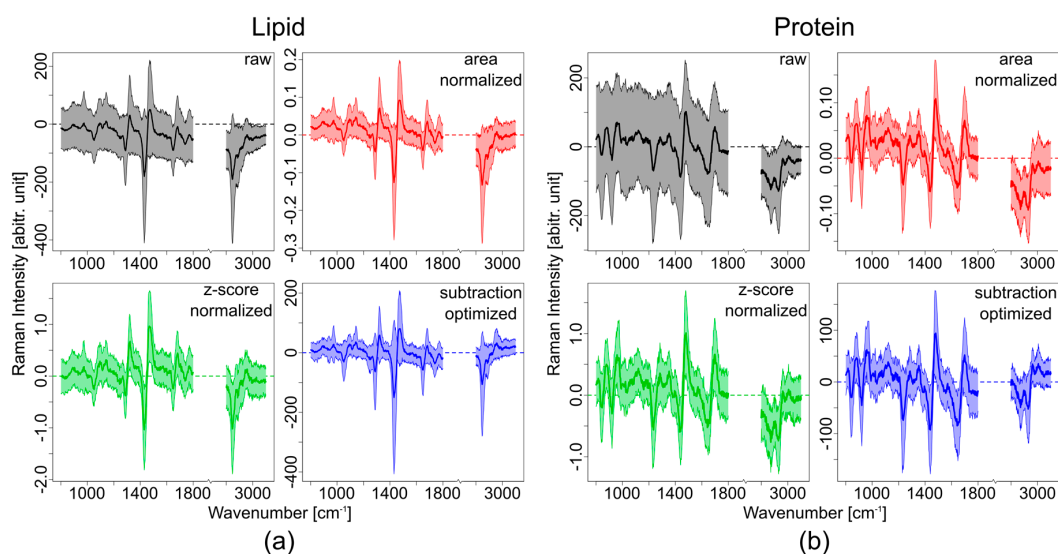 Lipid
Protein
Raman Intensity [abitr. unit]
raw
200
0
-200
-400
1000 1400 1800 3000
area
normalized
0.2
0.1
0.0
-0.1
-0.2
-0.3
1000 1400 1800 3000
z-score
normalized
1.0
0.0
-1.0
-2.0
1000 1400 1800 3000
subtraction
optimized
200
0
-200
-400
1000 1400 1800 3000
Wavenumber [cm-1]
(a)
Raman Intensity [abitr. unit]
raw
200
0
-200
1000 1400 1800 3000
area
normalized
0.10
0.00
-0.10
1000 1400 1800 3000
z-score
normalized
1.0
0.0
-1.0
1000 1400 1800 3000
subtraction
optimized
100
0
-100
1000 1400 1800 3000
Wavenumber [cm-1]
(b)